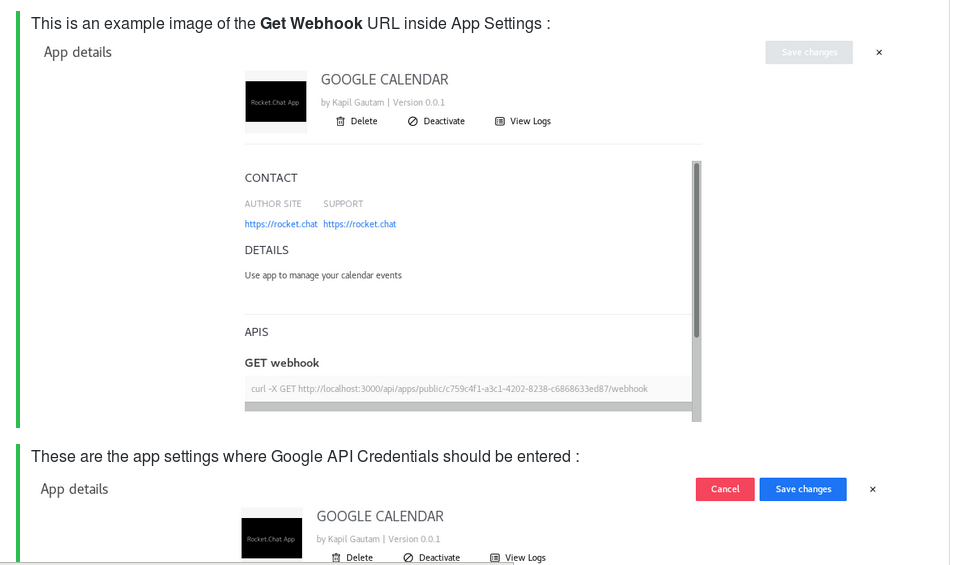 This is an example image of the Get Webhook URL inside App Settings :
App details
Save changes
×
Rocket.Chat App
GOOGLE CALENDAR
by Kapil Gautam | Version 0.0.1
Delete
Deactivate
View Logs
CONTACT
AUTHOR SITE SUPPORT
https://rocket.chat https://rocket.chat
DETAILS
Use app to manage your calendar events
APIS
GET webhook
curl -X GET http://localhost:3000/api/apps/public/c759c4f1-a3c1-4202-8238-c6868633ed87/webhook
These are the app settings where Google API Credentials should be entered :
App details
Cancel
Save changes
×
Rocket.Chat App
GOOGLE CALENDAR
by Kapil Gautam | Version 0.0.1
Delete
Deactivate
View Logs